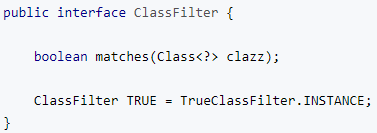 public interface ClassFilter {
boolean matches(Class<?> clazz);
ClassFilter TRUE = TrueClassFilter.INSTANCE;
}